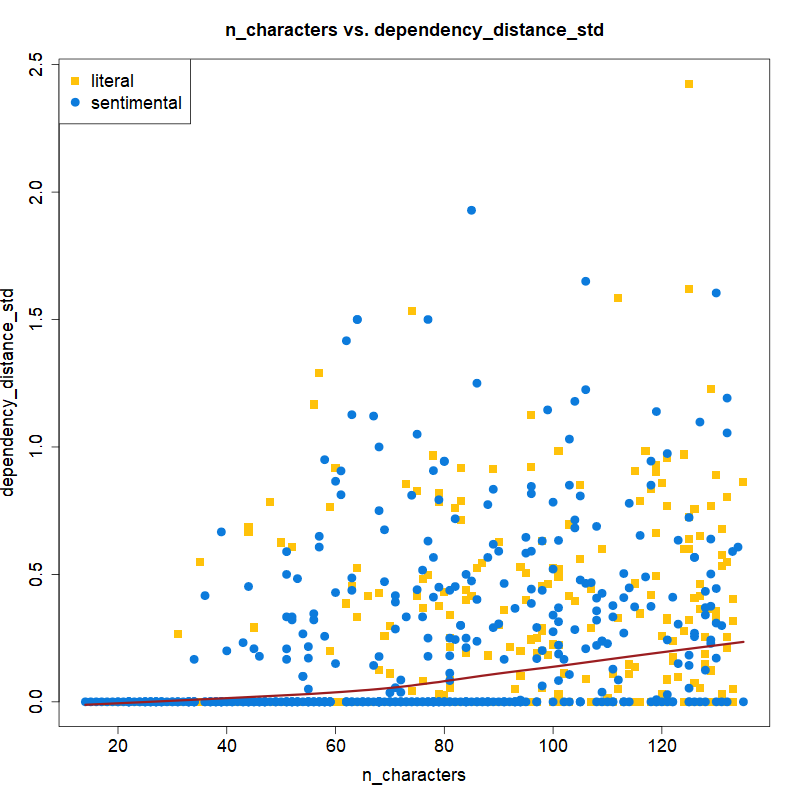 n_characters vs. dependency_distance_std
literal
sentimental
dependency_distance_std
2.5
2.0
1.5
1.0
0.5
0.0
20 40 60 80 100 120
n_characters